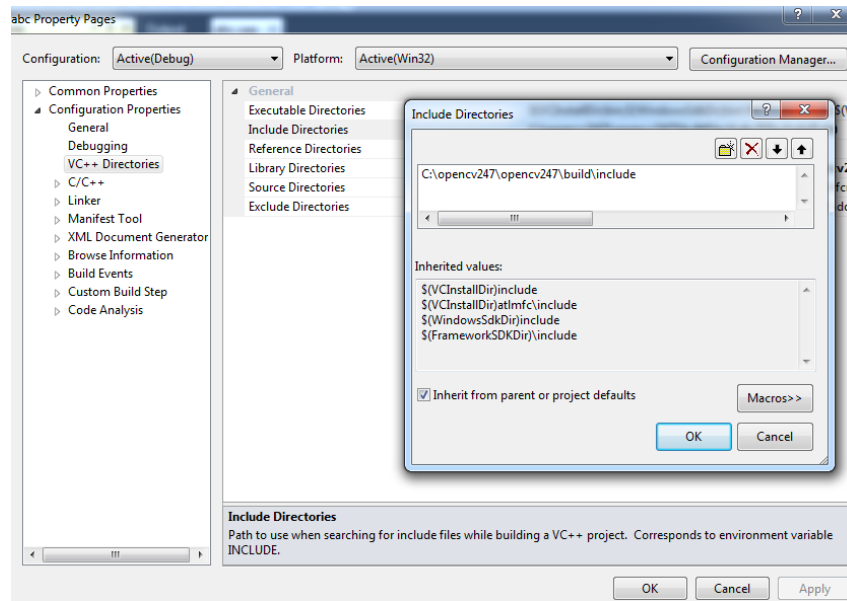 abc Property Pages
Configuration: Active(Debug) Platform: Active(Win32) Configuration Manager...
Common Properties
Configuration Properties
General
Debugging
VC++ Directories
C/C++
Linker
Manifest Tool
XML Document Generator
Browse Information
Build Events
Custom Build Step
Code Analysis
General
Executable Directories
Include Directories
Reference Directories
Library Directories
Source Directories
Exclude Directories
Include Directories
C:\opencv247\opencv247\build\include
Inherited values:
$(VCInstallDir)include
$(VCInstallDir)atlmfc\include
$(WindowsSdkDir)include
$(FrameworkSDKDir)\include
Inherit from parent or project defaults
Macros>>
OK Cancel
Include Directories
Path to use when searching for include files while building a VC++ project. Corresponds to environment variable
INCLUDE.
OK Cancel Apply